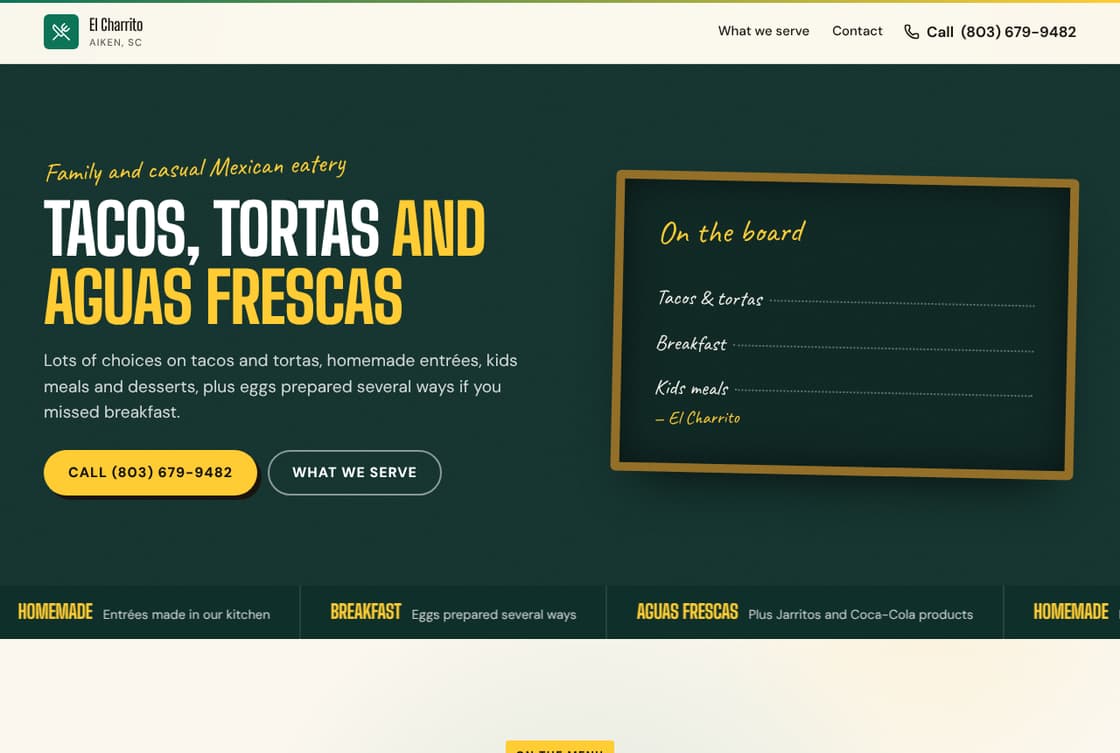 El Charrito
AIKEN, SC
What we serve
Contact
Call (803) 679-9482
Family and casual Mexican eatery
TACOS, TORTAS AND
AGUAS FRESCAS
Lots of choices on tacos and tortas, homemade entrées, kids
meals and desserts, plus eggs prepared several ways if you
missed breakfast.
CALL (803) 679-9482
WHAT WE SERVE
On the board
Tacos & tortas
Breakfast
Kids meals
– El Charrito
HOMEMADE Entrées made in our kitchen
BREAKFAST Eggs prepared several ways
AGUAS FRESCAS Plus Jarritos and Coca-Cola products
HOMEMADE
ON THE MENU